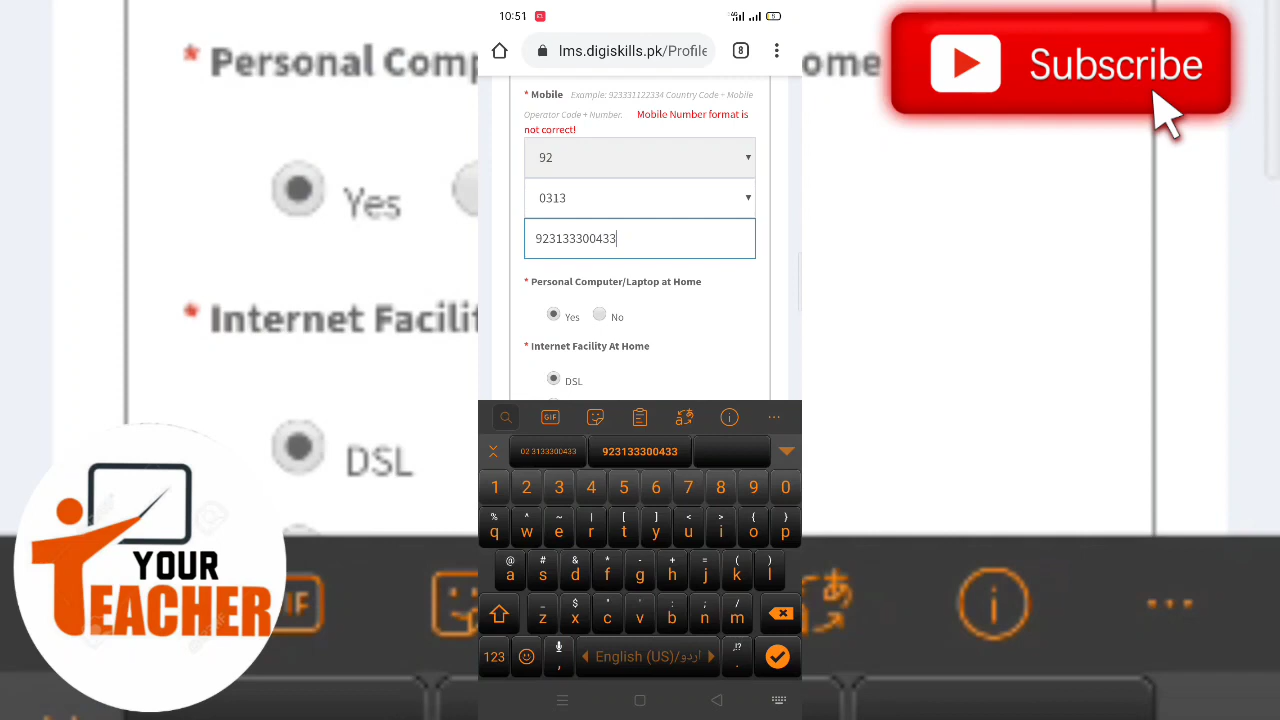 10:51
lms.digiskills.pk/Profile
8
Subscribe
* Personal Comp
ome
Yes
* Internet Facilit
DSL
* Mobile Example: 923331122334 Country Code + Mobile
Operator Code + Number. Mobile Number format is
not correct!
92
0313
923133300433
* Personal Computer/Laptop at Home
Yes No
* Internet Facility At Home
DSL
GIF
02 3133300433 923133300433
1 2 3 4 5 6 7 8 9 0
% ^ ~ | [ ] < > { }
q w e r t y u i o p
@ # & * - + = ( )
a s d f g h j k l
_ $ " ' : ; /
z x c v b n m
123 , English (US)/اردو .
,!?
YOUR
TEACHER